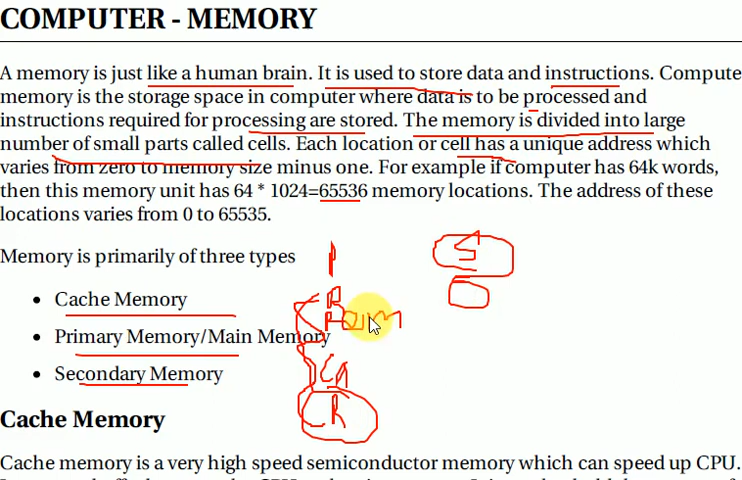 COMPUTER - MEMORY
A memory is just like a human brain. It is used to store data and instructions. Compute
memory is the storage space in computer where data is to be processed and
instructions required for processing are stored. The memory is divided into large
number of small parts called cells. Each location or cell has a unique address which
varies from zero to memory size minus one. For example if computer has 64k words,
then this memory unit has 64 * 1024=65536 memory locations. The address of these
locations varies from 0 to 65535.
Memory is primarily of three types
P
S
• Cache Memory
R
• Primary Memory/Main Memory
Ram
• Secondary Memory
CA
R
Cache Memory
Cache memory is a very high speed semiconductor memory which can speed up CPU.